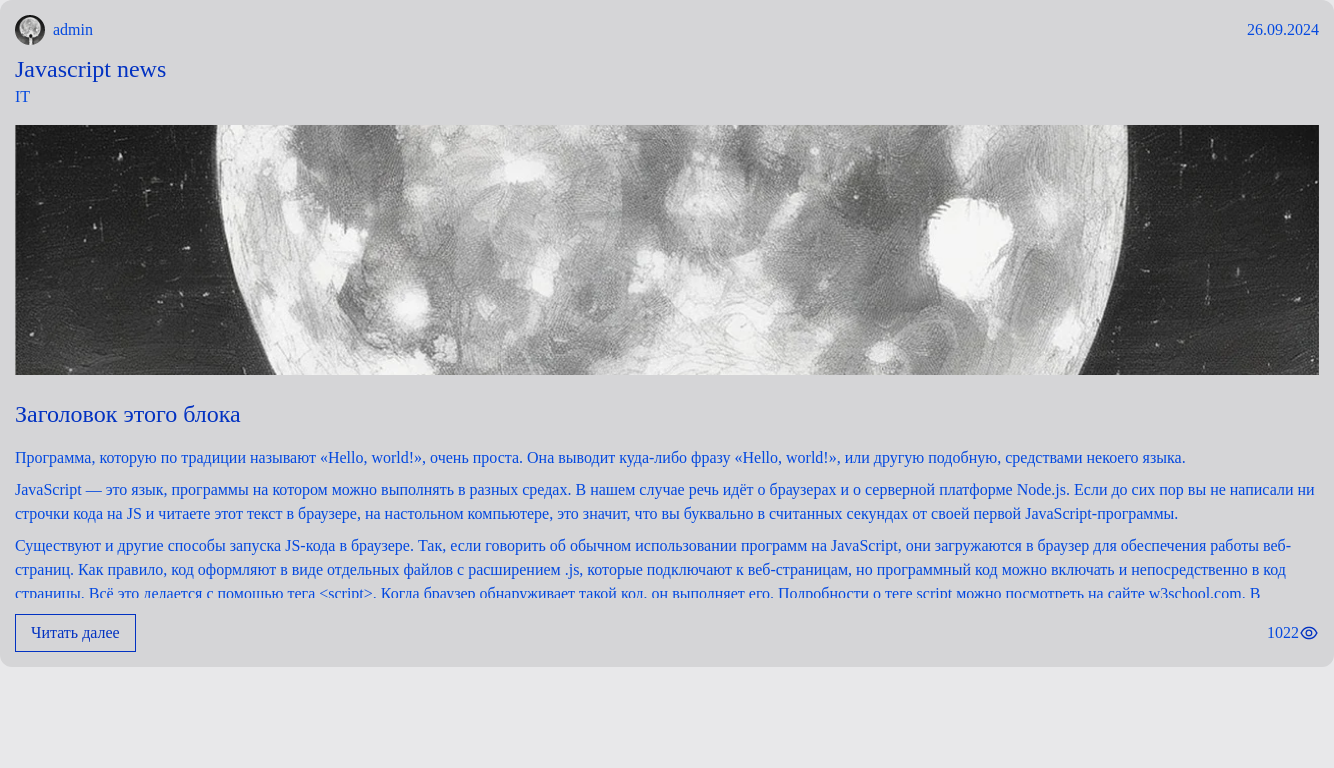 admin
26.09.2024
Javascript news
IT
Заголовок этого блока
Программа, которую по традиции называют «Hello, world!», очень проста. Она выводит куда-либо фразу «Hello, world!», или другую подобную, средствами некоего языка.
JavaScript — это язык, программы на котором можно выполнять в разных средах. В нашем случае речь идёт о браузерах и о серверной платформе Node.js. Если до сих пор вы не написали ни
строчки кода на JS и читаете этот текст в браузере, на настольном компьютере, это значит, что вы буквально в считанных секундах от своей первой JavaScript-программы.
Существуют и другие способы запуска JS-кода в браузере. Так, если говорить об обычном использовании программ на JavaScript, они загружаются в браузер для обеспечения работы веб-
страниц. Как правило, код оформляют в виде отдельных файлов с расширением .js, которые подключают к веб-страницам, но программный код можно включать и непосредственно в код
страницы. Всё это делается с помощью тега <script>. Когда браузер обнаруживает такой код, он выполняет его. Подробности о теге script можно посмотреть на сайте w3school.com. В
Читать далее
1022